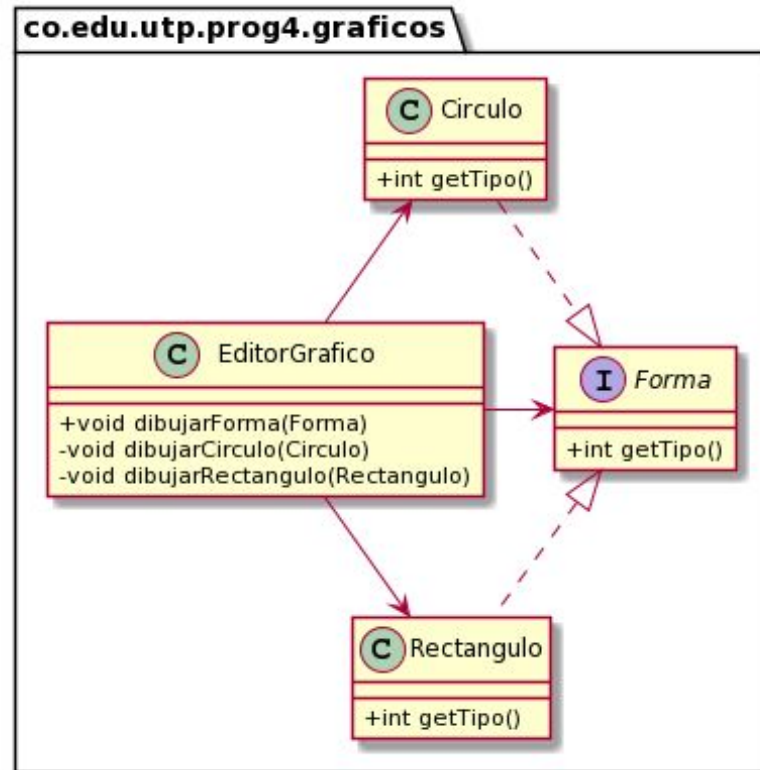 co.edu.utp.prog4.graficos
C Circulo
+int getTipo()
C EditorGrafico
+void dibujarForma(Forma)
-void dibujarCirculo(Circulo)
-void dibujarRectangulo(Rectangulo)
I Forma
+int getTipo()
C Rectangulo
+int getTipo()